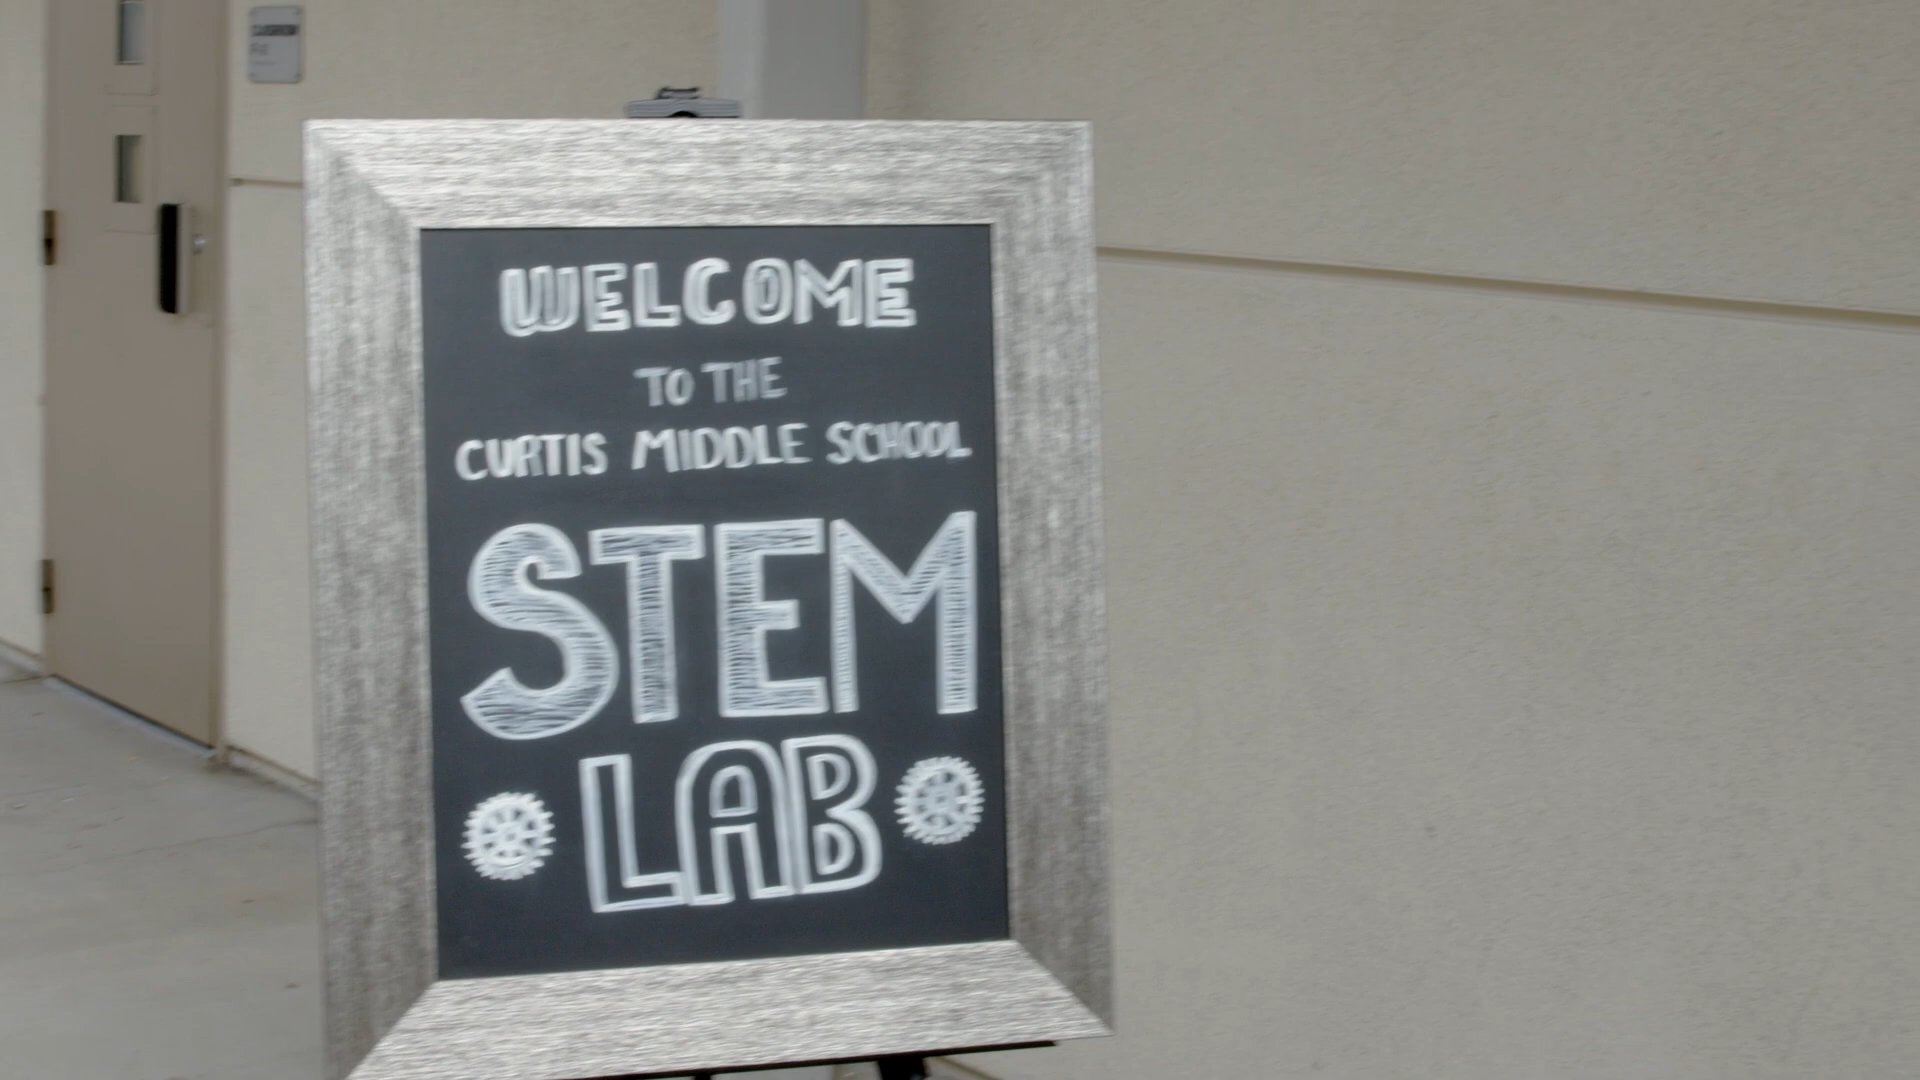 WELCOME
TO THE
CURTIS MIDDLE SCHOOL
STEM
LAB